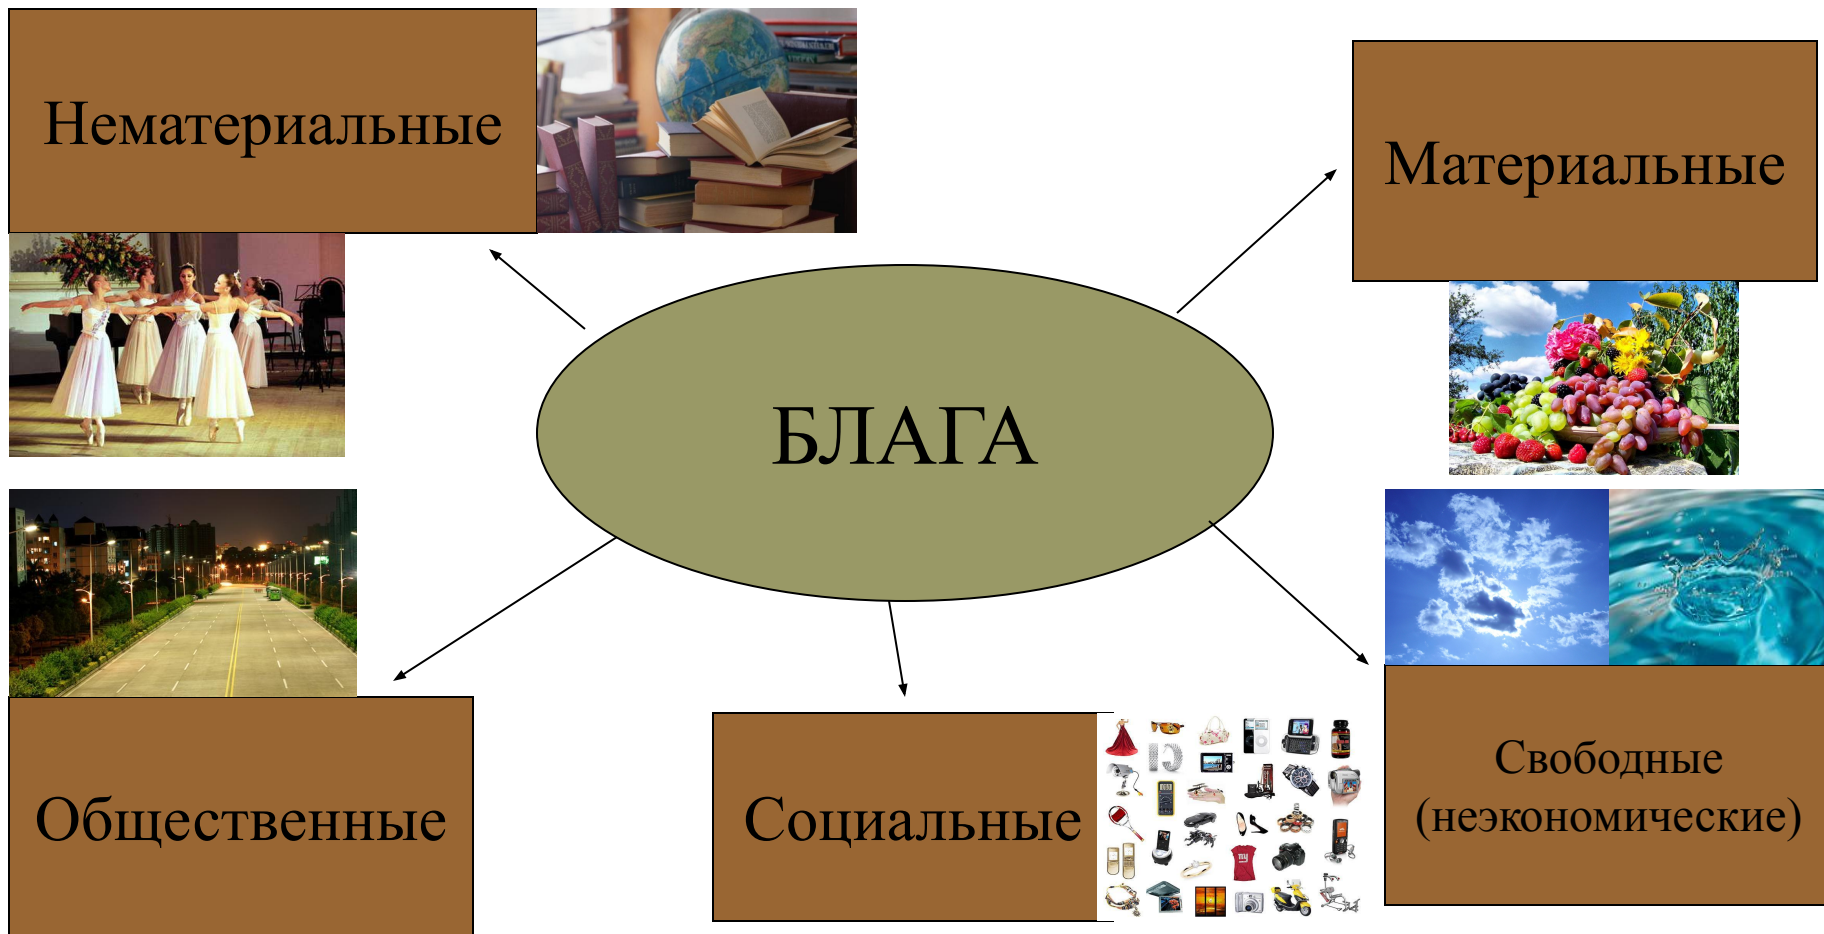 Нематериальные
Материальные
БЛАГА
Общественные
Социальные
Свободные
(неэкономические)